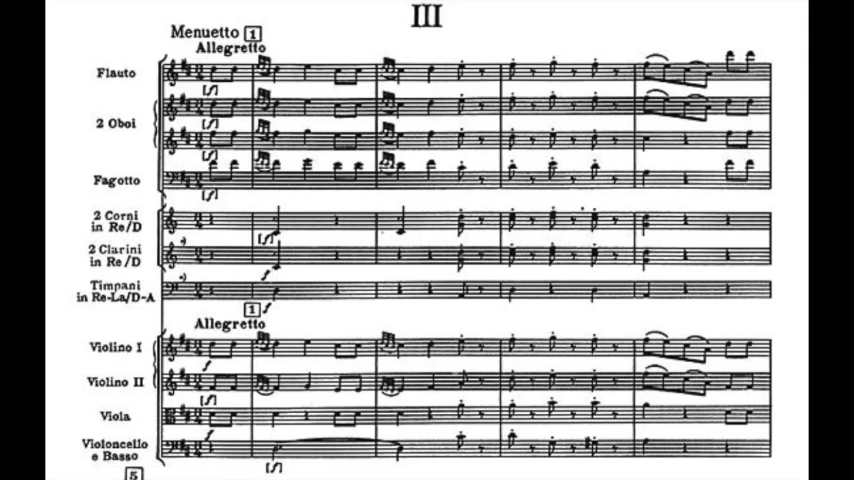 III
Menuetto 1
Allegretto
Flauto
[f]
2 Oboi
[f]
[f]
Fagotto
[f]
2 Corni
in Re/D
[f]
2 Clarini
in Re/D
f
Timpani
in Re-La/D-A
f
1
Allegretto
Violino I
f
Violino II
[f]
Viola
f
Violoncello
e Basso
[f]
5